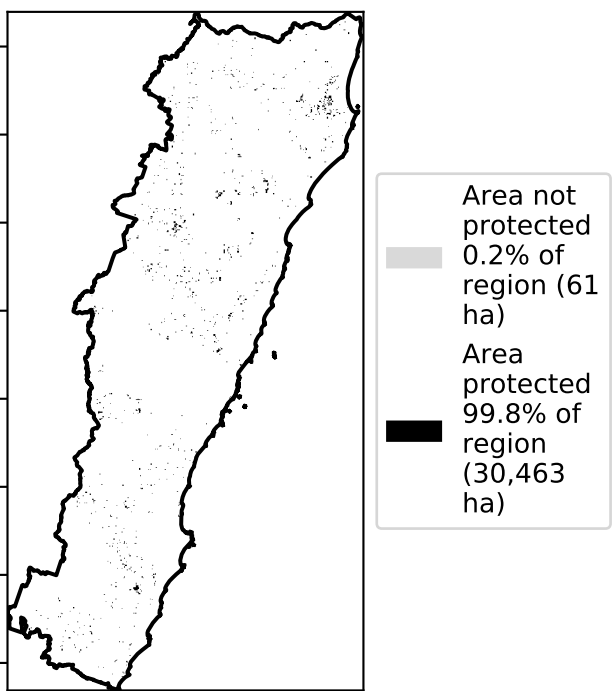 Area not
protected
0.2% of
region (61
ha)
Area
protected
99.8% of
region
(30,463
ha)